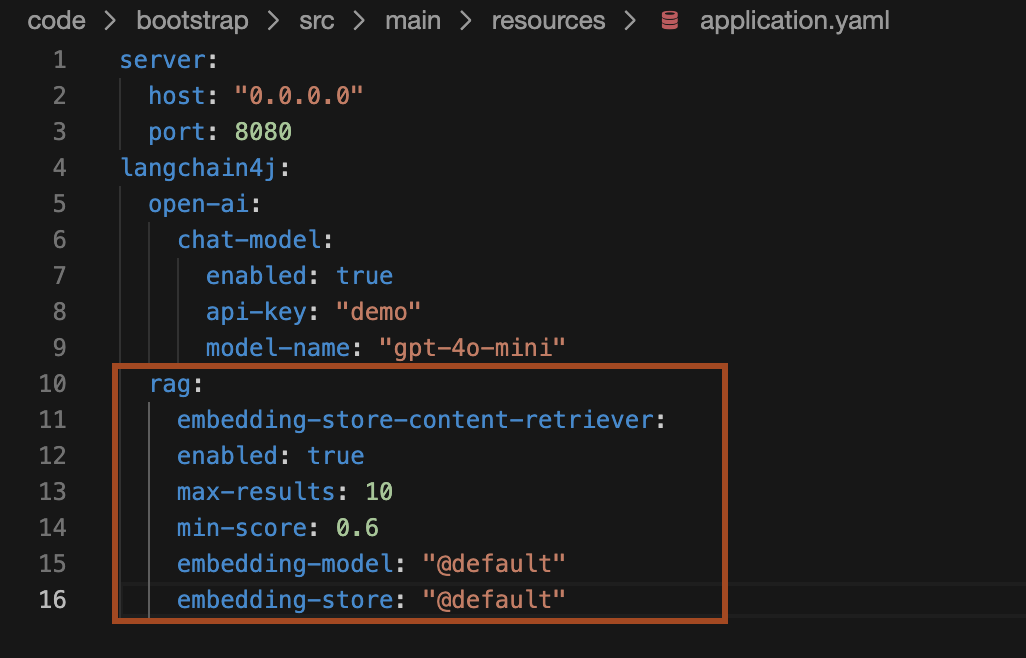 code > bootstrap > src > main > resources > application.yaml
1 server:
2   host: "0.0.0.0"
3   port: 8080
4 langchain4j:
5   open-ai:
6     chat-model:
7       enabled: true
8       api-key: "demo"
9       model-name: "gpt-4o-mini"
10   rag:
11     embedding-store-content-retriever:
12     enabled: true
13     max-results: 10
14     min-score: 0.6
15     embedding-model: "@default"
16     embedding-store: "@default"